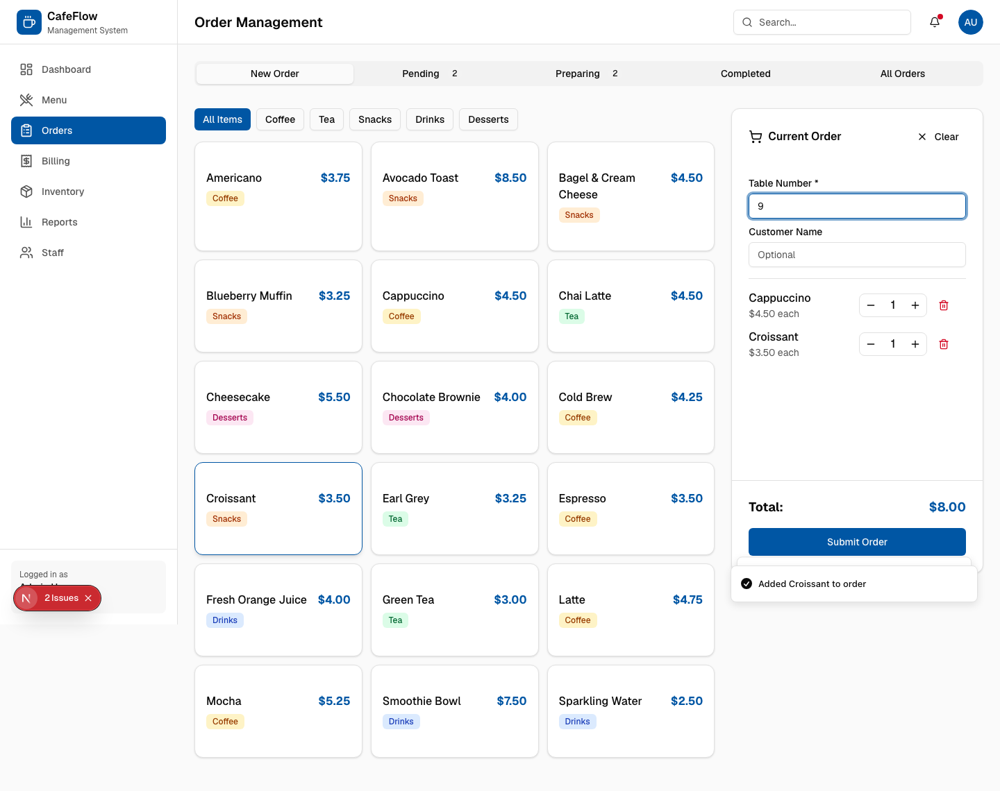 CafeFlow
Management System
Order Management
Search...
AU
Dashboard
Menu
Orders
Billing
Inventory
Reports
Staff
Logged in as
2 Issues
New Order
Pending 2
Preparing 2
Completed
All Orders
All Items
Coffee
Tea
Snacks
Drinks
Desserts
Americano $3.75
Coffee
Avocado Toast $8.50
Snacks
Bagel & Cream
Cheese
$4.50
Snacks
Blueberry Muffin $3.25
Snacks
Cappuccino $4.50
Coffee
Chai Latte $4.50
Tea
Cheesecake $5.50
Desserts
Chocolate Brownie $4.00
Desserts
Cold Brew $4.25
Coffee
Croissant $3.50
Snacks
Earl Grey $3.25
Tea
Espresso $3.50
Coffee
Fresh Orange Juice $4.00
Drinks
Green Tea $3.00
Tea
Latte $4.75
Coffee
Mocha $5.25
Coffee
Smoothie Bowl $7.50
Drinks
Sparkling Water $2.50
Drinks
Current Order
Clear
Table Number *
9
Customer Name
Optional
Cappuccino
$4.50 each
1
Croissant
$3.50 each
1
Total: $8.00
Submit Order
Added Croissant to order